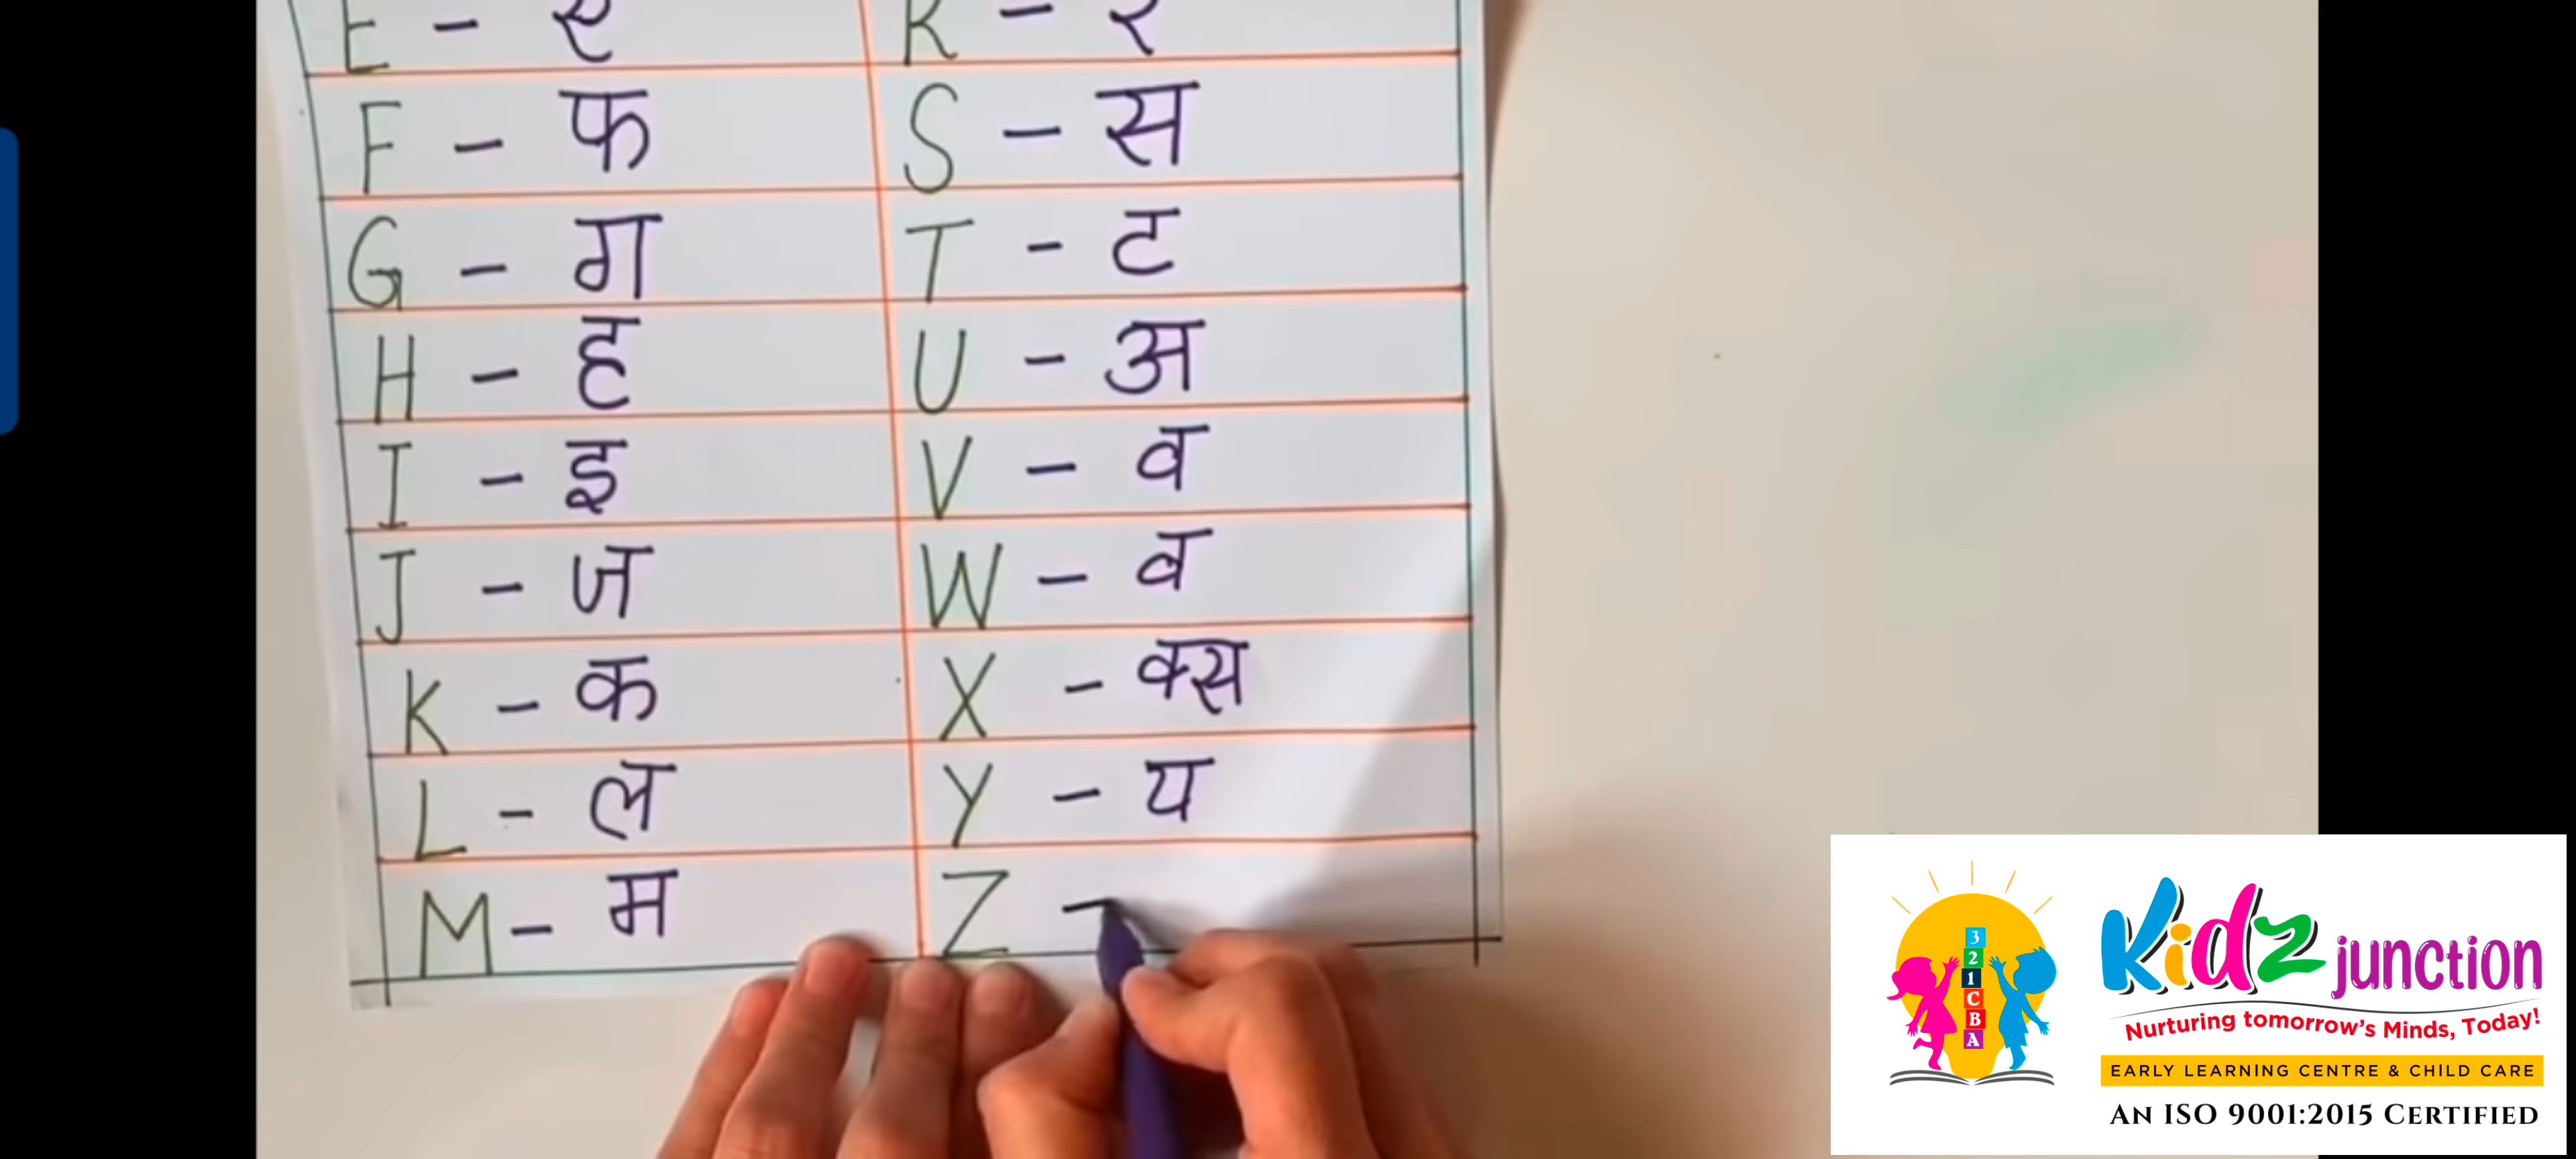 E - ए
R - र
F - फ
S - स
G - ग
T - ट
H - ह
U - अ
I - इ
V - व
J - ज
W - व
K - क
X - क्स
L - ल
Y - य
M - म
Z -
3
2
1
C
B
A
Kidz junction
Nurturing tomorrow's Minds, Today!
EARLY LEARNING CENTRE & CHILD CARE
AN ISO 9001:2015 CERTIFIED